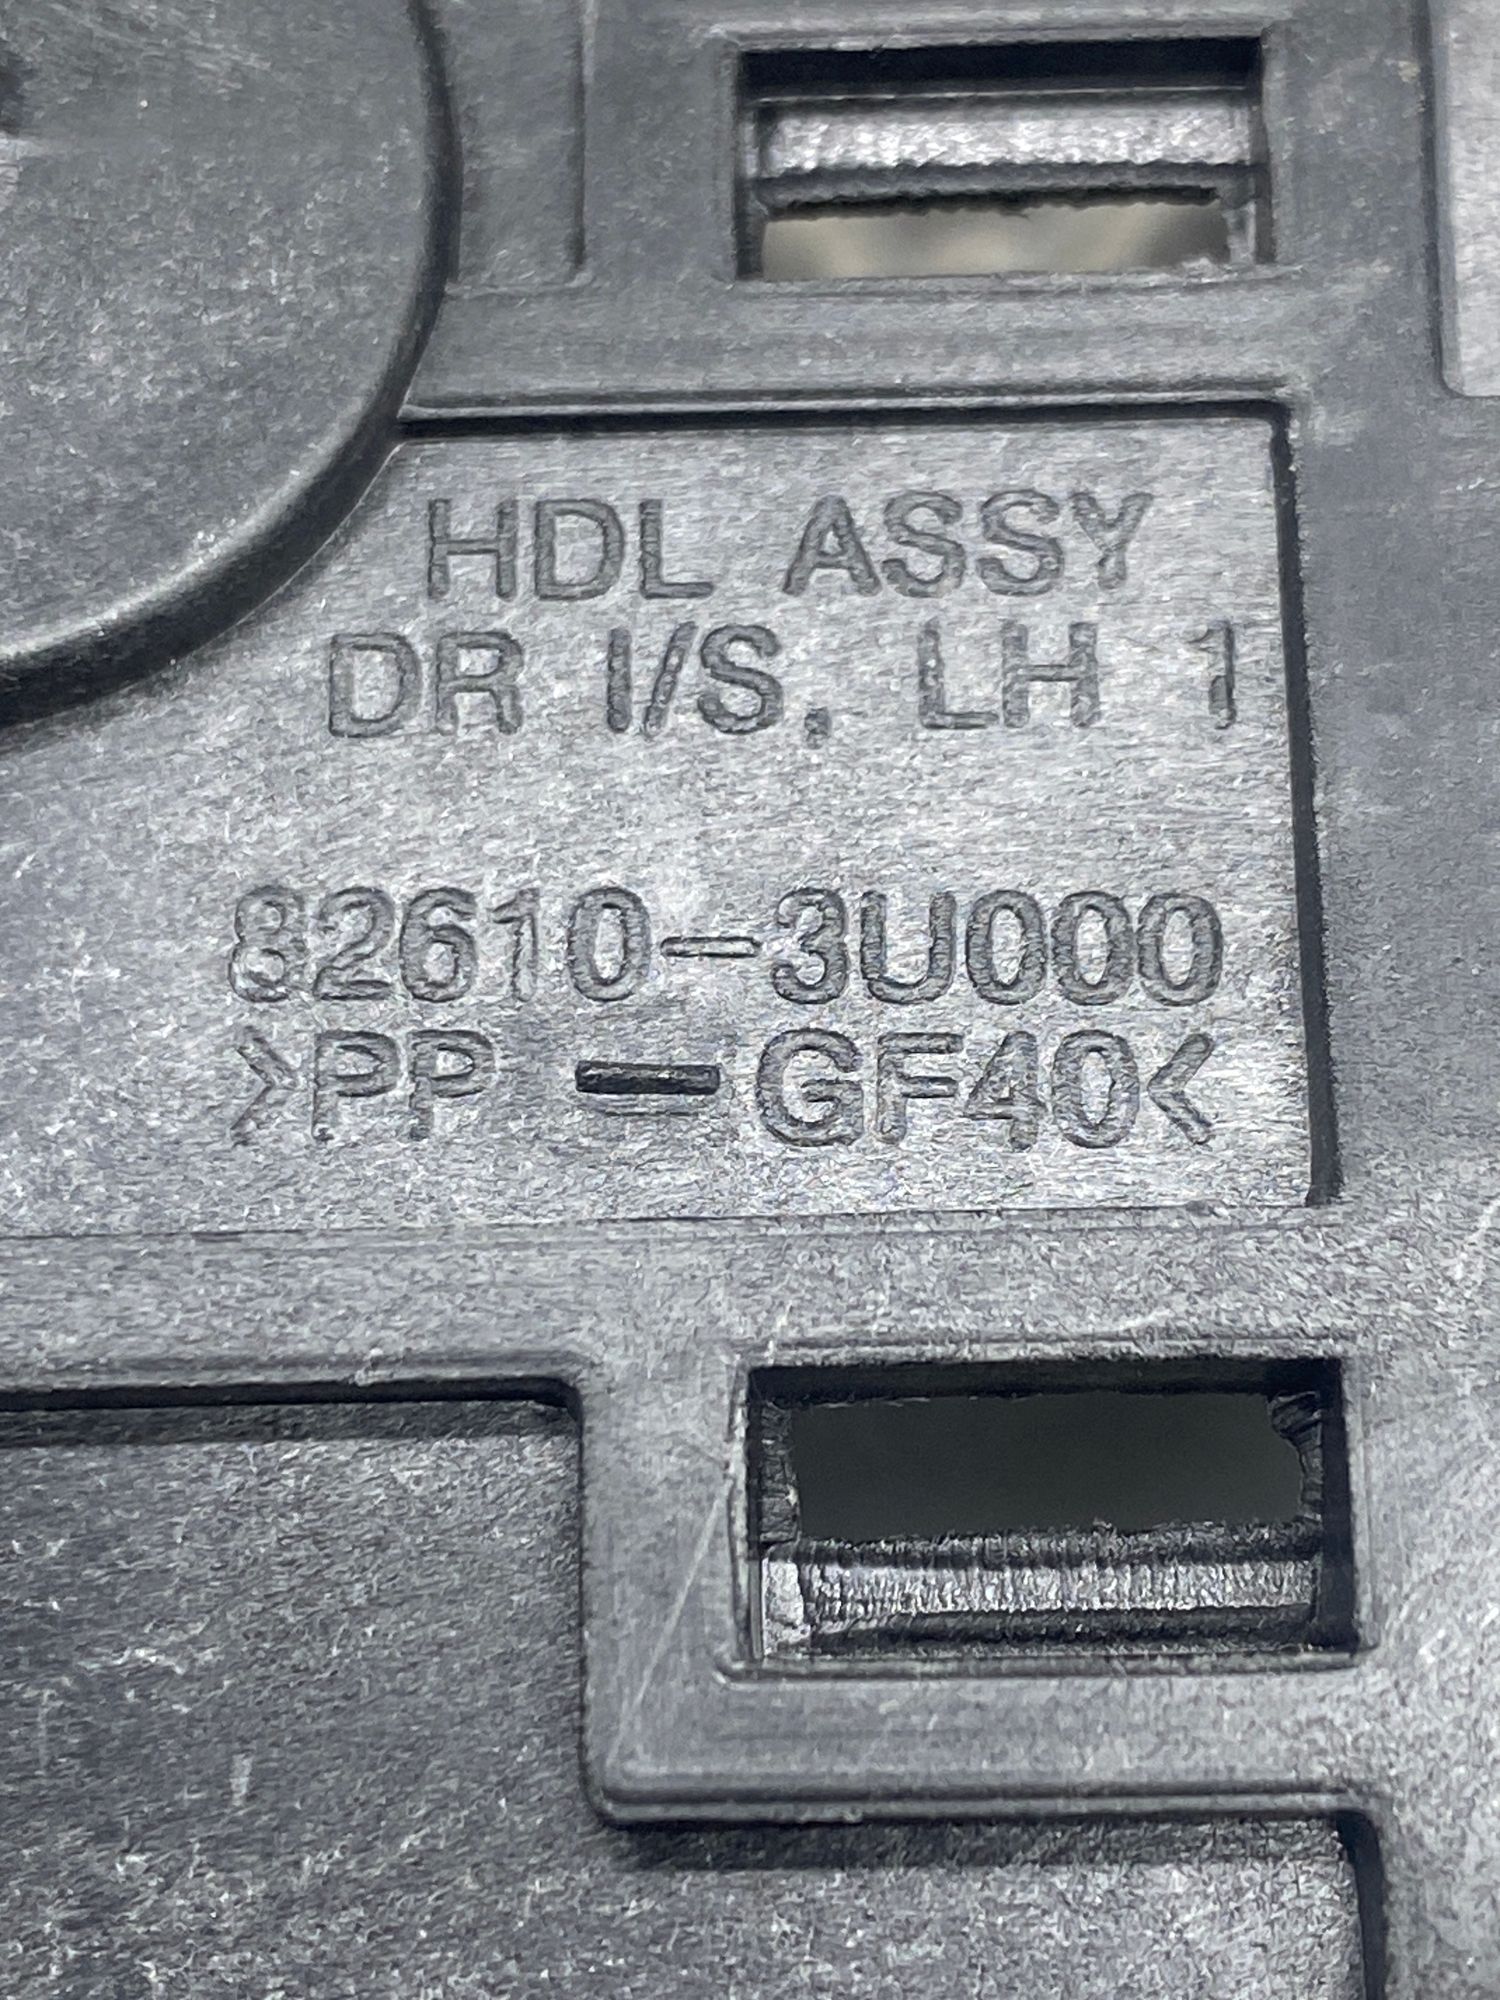 HDL ASSY
DR I/S, LH 1
82610-3U000
>PP - GF40<